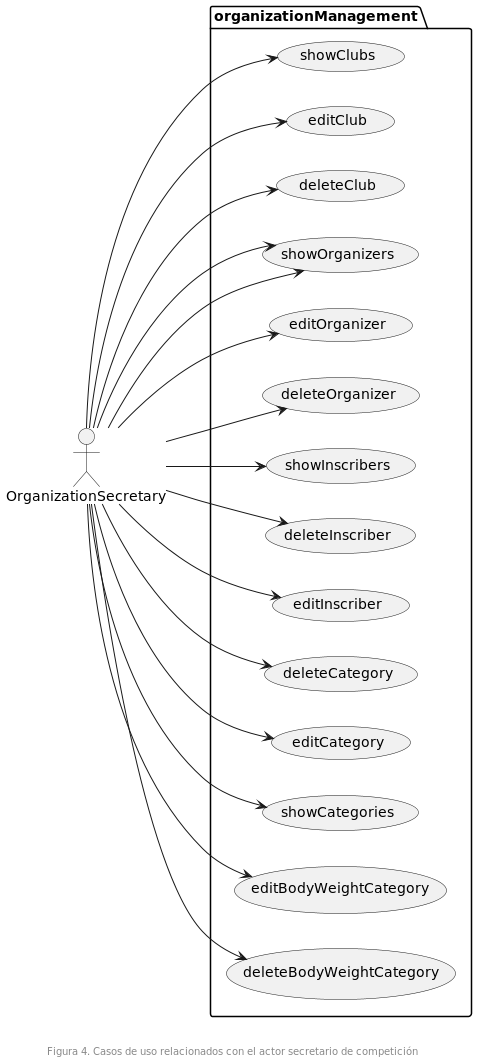 organizationManagement
showClubs
editClub
deleteClub
showOrganizers
editOrganizer
deleteOrganizer
showInscribers
OrganizationSecretary
deleteInscriber
editInscriber
deleteCategory
editCategory
showCategories
editBodyWeightCategory
deleteBodyWeightCategory
Figura 4. Casos de uso relacionados con el actor secretario de competición